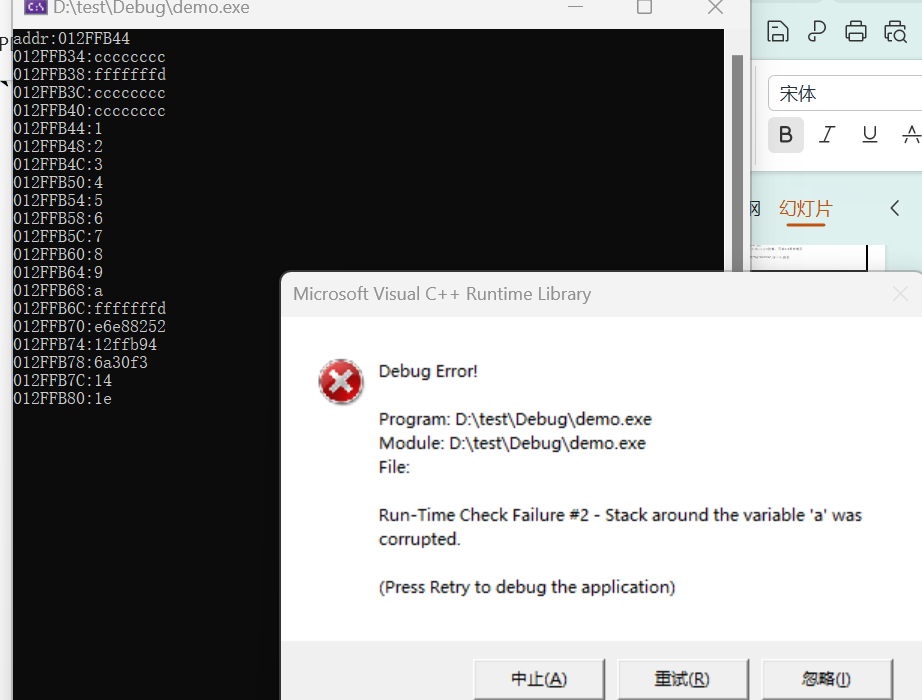 D:\test\Debug\demo.exe
addr:012FFB44
012FFB34:cccccccc
012FFB38:fffffffd
012FFB3C:cccccccc
012FFB40:cccccccc
012FFB44:1
012FFB48:2
012FFB4C:3
012FFB50:4
012FFB54:5
012FFB58:6
012FFB5C:7
012FFB60:8
012FFB64:9
012FFB68:a
012FFB6C:fffffffd
012FFB70:e6e88252
012FFB74:12ffb94
012FFB78:6a30f3
012FFB7C:14
012FFB80:1e
宋体
B I U A
幻灯片
Microsoft Visual C++ Runtime Library
Debug Error!
Program: D:\test\Debug\demo.exe
Module: D:\test\Debug\demo.exe
File:
Run-Time Check Failure #2 - Stack around the variable 'a' was
corrupted.
(Press Retry to debug the application)
中止(A) 重试(R) 忽略(I)